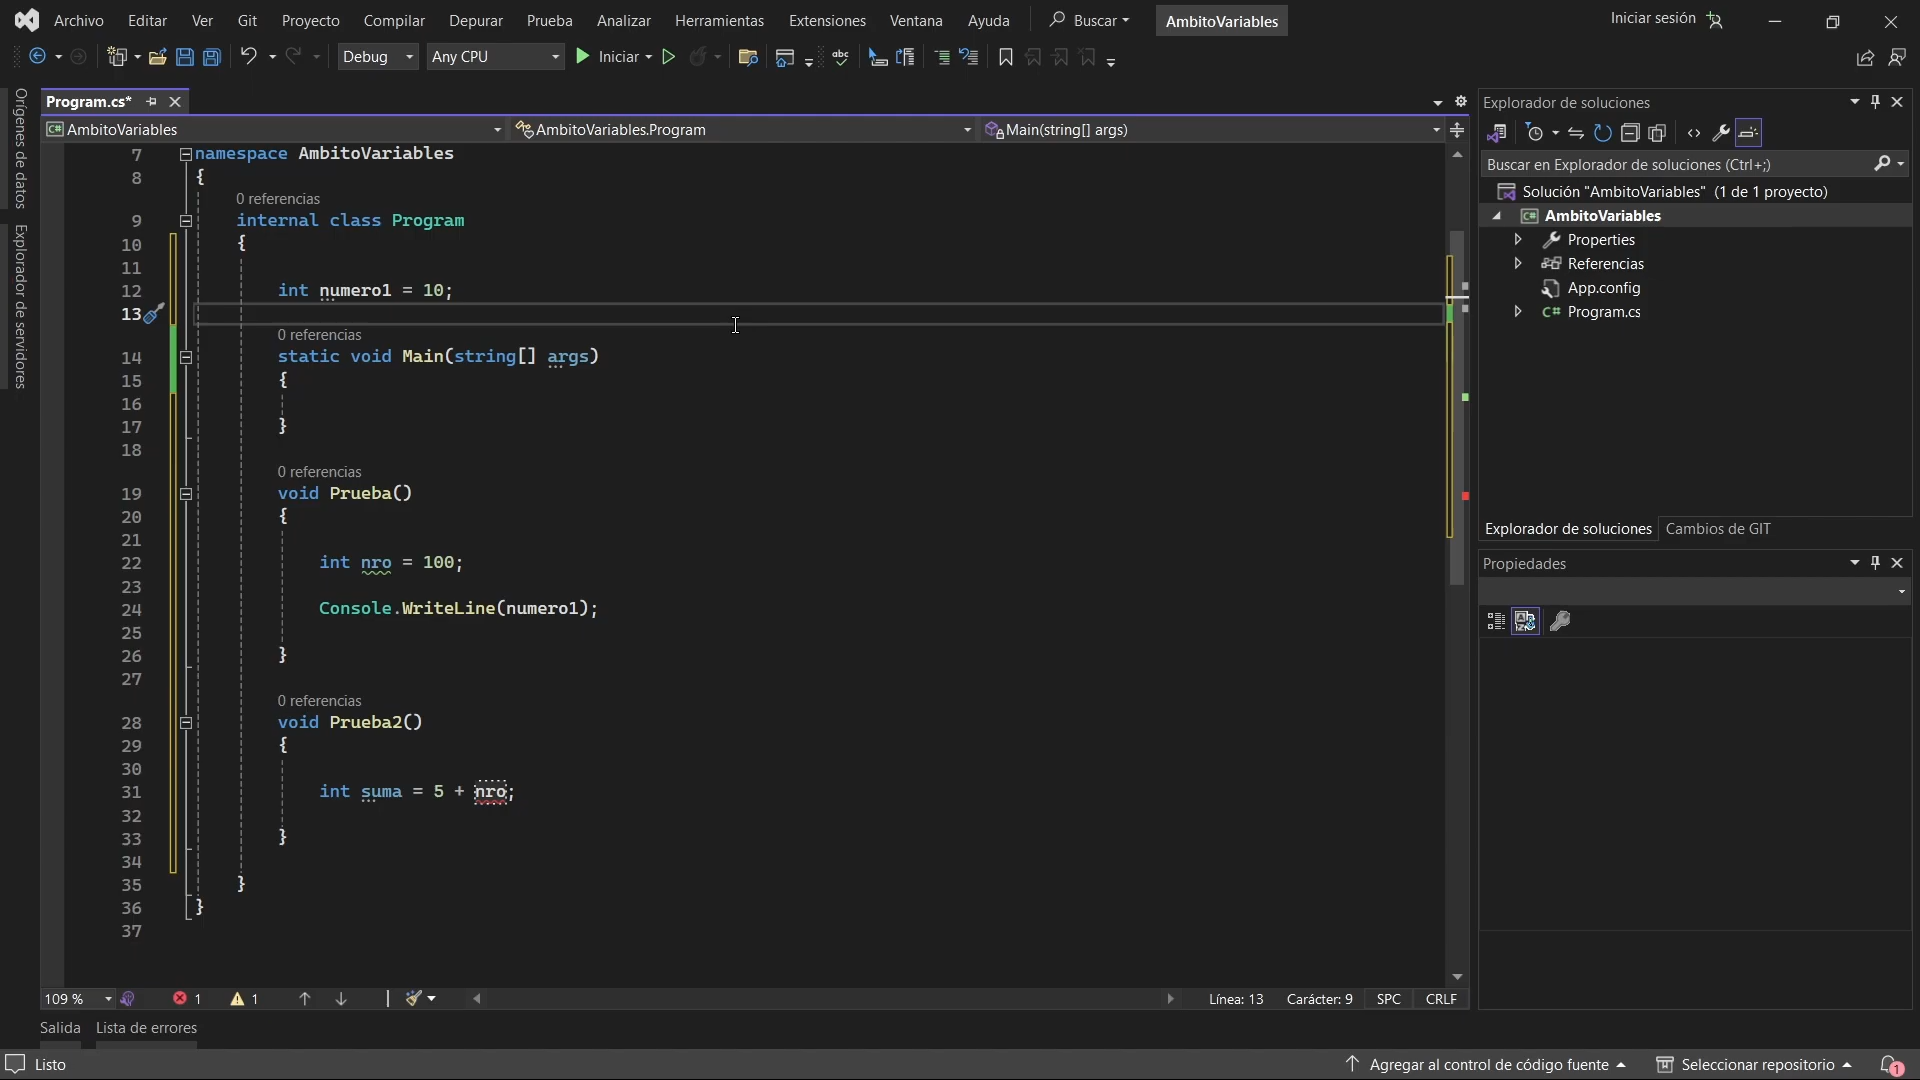 Archivo Editar Ver Git Proyecto Compilar Depurar Prueba Analizar Herramientas Extensiones Ventana Ayuda Buscar AmbitoVariables Iniciar sesión
Debug Any CPU Iniciar abc
Orígenes de datos
Explorador de servidores
Program.cs*
AmbitoVariables AmbitoVariables.Program Main(string[] args)
7 namespace AmbitoVariables
8 {
0 referencias
9 internal class Program
10 {
11
12 int numero1 = 10;
13
0 referencias
14 static void Main(string[] args)
15 {
16
17 }
18
0 referencias
19 void Prueba()
20 {
21
22 int nro = 100;
23
24 Console.WriteLine(numero1);
25
26 }
27
0 referencias
28 void Prueba2()
29 {
30
31 int suma = 5 + nro;
32
33 }
34
35 }
36 }
37
109 % 1 1 Línea: 13 Carácter: 9 SPC CRLF
Salida Lista de errores
Explorador de soluciones
Buscar en Explorador de soluciones (Ctrl+;)
Solución "AmbitoVariables" (1 de 1 proyecto)
C# AmbitoVariables
Properties
Referencias
App.config
C# Program.cs
Explorador de soluciones Cambios de GIT
Propiedades
Listo Agregar al control de código fuente Seleccionar repositorio 1